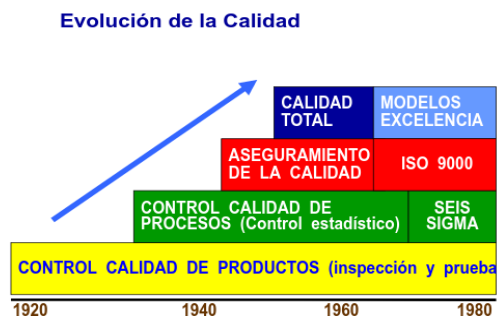 Evolución de la Calidad
CALIDAD
TOTAL
MODELOS
EXCELENCIA
ASEGURAMIENTO
DE LA CALIDAD
ISO 9000
CONTROL CALIDAD DE
PROCESOS (Control estadístico)
SEIS
SIGMA
CONTROL CALIDAD DE PRODUCTOS (inspección y prueba
1920 1940 1960 1980